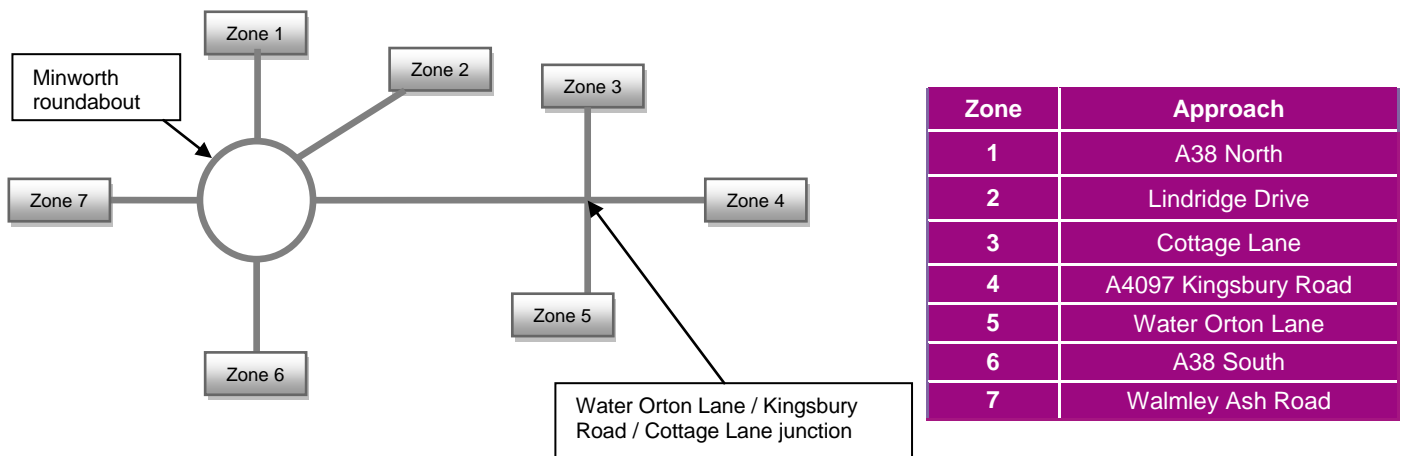 Zone 1
Minworth
roundabout
Zone 2
Zone 3
Zone 7
Zone 4
Zone 5
Zone 6
Water Orton Lane / Kingsbury
Road / Cottage Lane junction
Zone Approach
1 A38 North
2 Lindridge Drive
3 Cottage Lane
4 A4097 Kingsbury Road
5 Water Orton Lane
6 A38 South
7 Walmley Ash Road